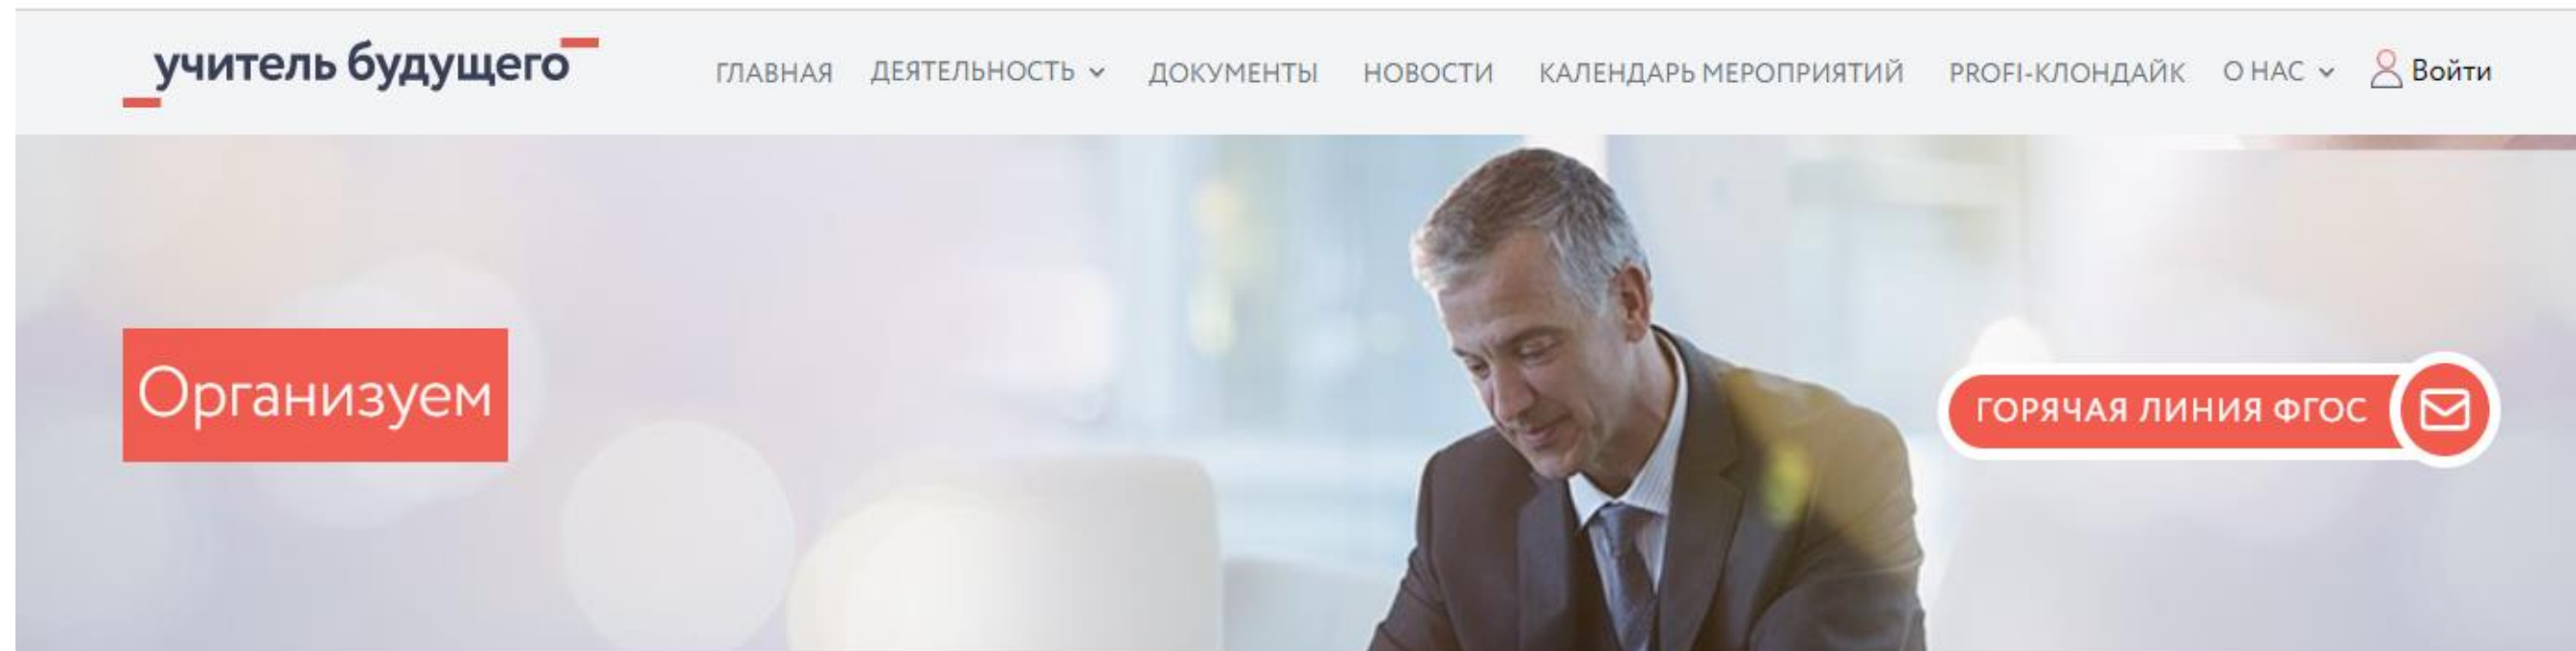 учитель будущего
ГЛАВНАЯ ДЕЯТЕЛЬНОСТЬ ДОКУМЕНТЫ НОВОСТИ КАЛЕНДАРЬ МЕРОПРИЯТИЙ PROFI-КЛОНДАЙК О НАС Войти
Организуем
ГОРЯЧАЯ ЛИНИЯ ФГОС